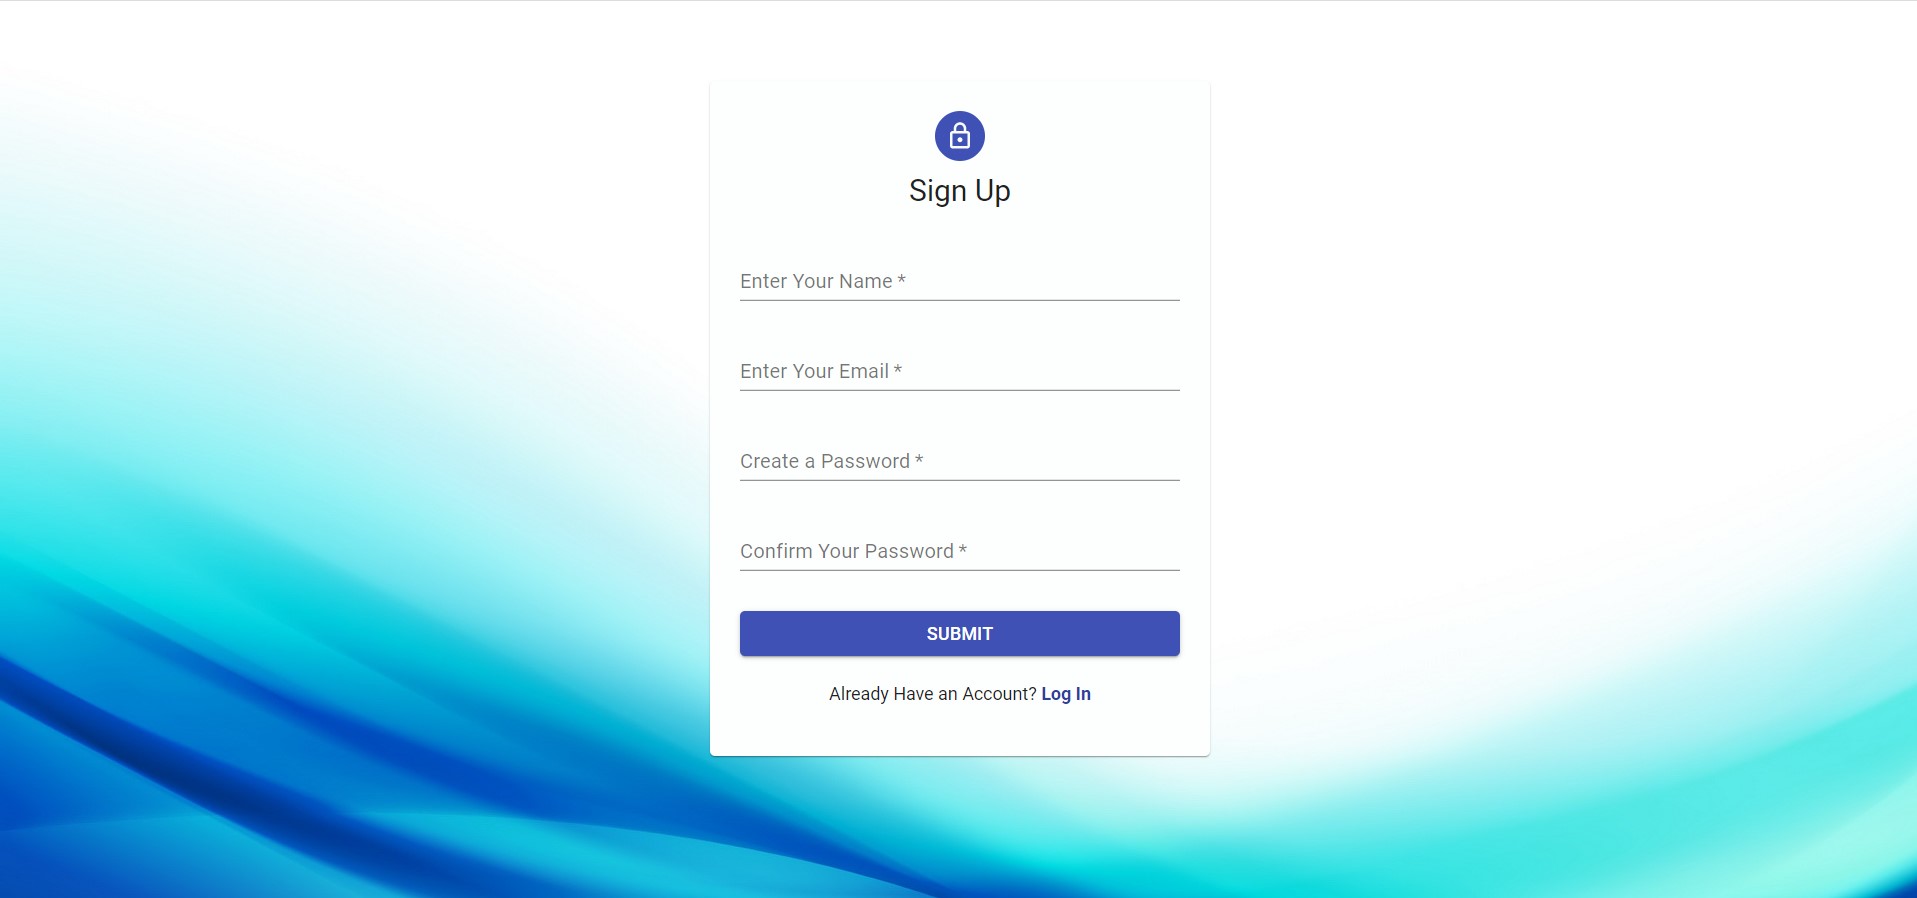 Sign Up
Enter Your Name *
Enter Your Email *
Create a Password *
Confirm Your Password *
SUBMIT
Already Have an Account? Log In